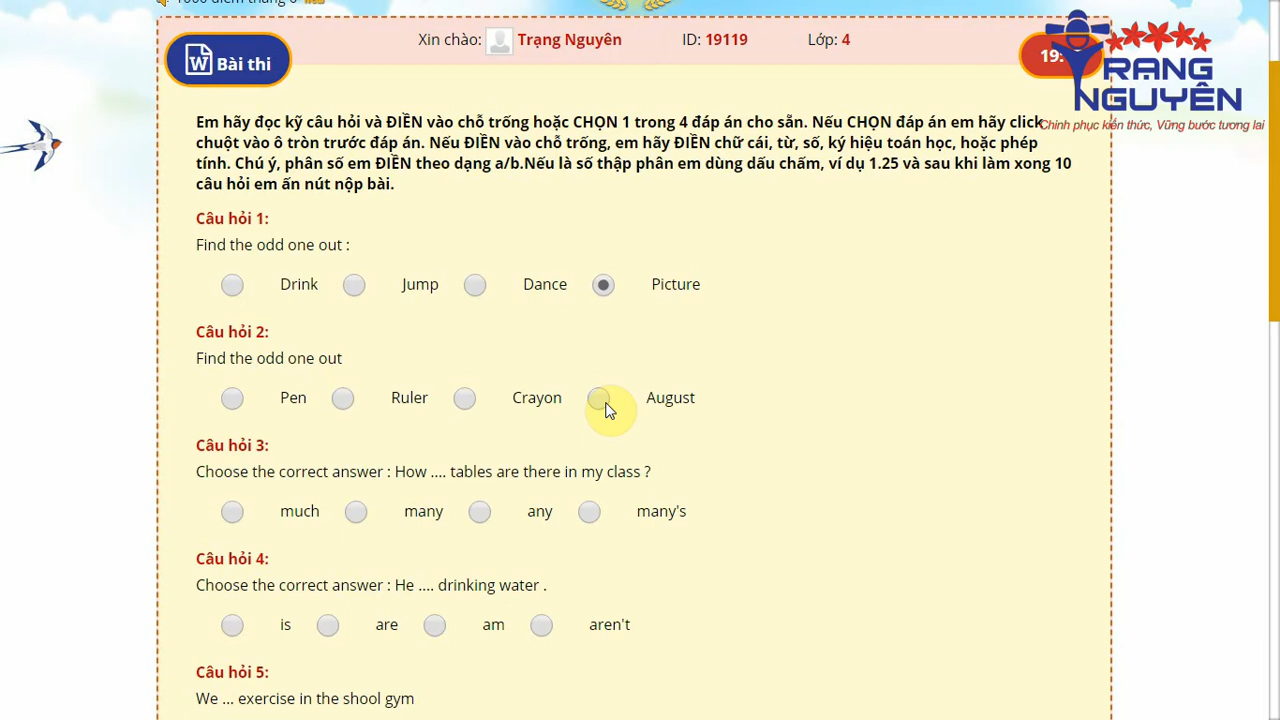 Xin chào: Trạng Nguyên ID: 19119 Lớp: 4
Bài thi
19:
TRẠNG NGUYÊN
Chinh phục kiến thức, Vững bước tương lai
Em hãy đọc kỹ câu hỏi và ĐIỀN vào chỗ trống hoặc CHỌN 1 trong 4 đáp án cho sẵn. Nếu CHỌN đáp án em hãy click
chuột vào ô tròn trước đáp án. Nếu ĐIỀN vào chỗ trống, em hãy ĐIỀN chữ cái, từ, số, ký hiệu toán học, hoặc phép
tính. Chú ý, phân số em ĐIỀN theo dạng a/b.Nếu là số thập phân em dùng dấu chấm, ví dụ 1.25 và sau khi làm xong 10
câu hỏi em ấn nút nộp bài.
Câu hỏi 1:
Find the odd one out :
Drink Jump Dance Picture
Câu hỏi 2:
Find the odd one out
Pen Ruler Crayon August
Câu hỏi 3:
Choose the correct answer : How .... tables are there in my class ?
much many any many's
Câu hỏi 4:
Choose the correct answer : He .... drinking water .
is are am aren't
Câu hỏi 5:
We ... exercise in the shool gym